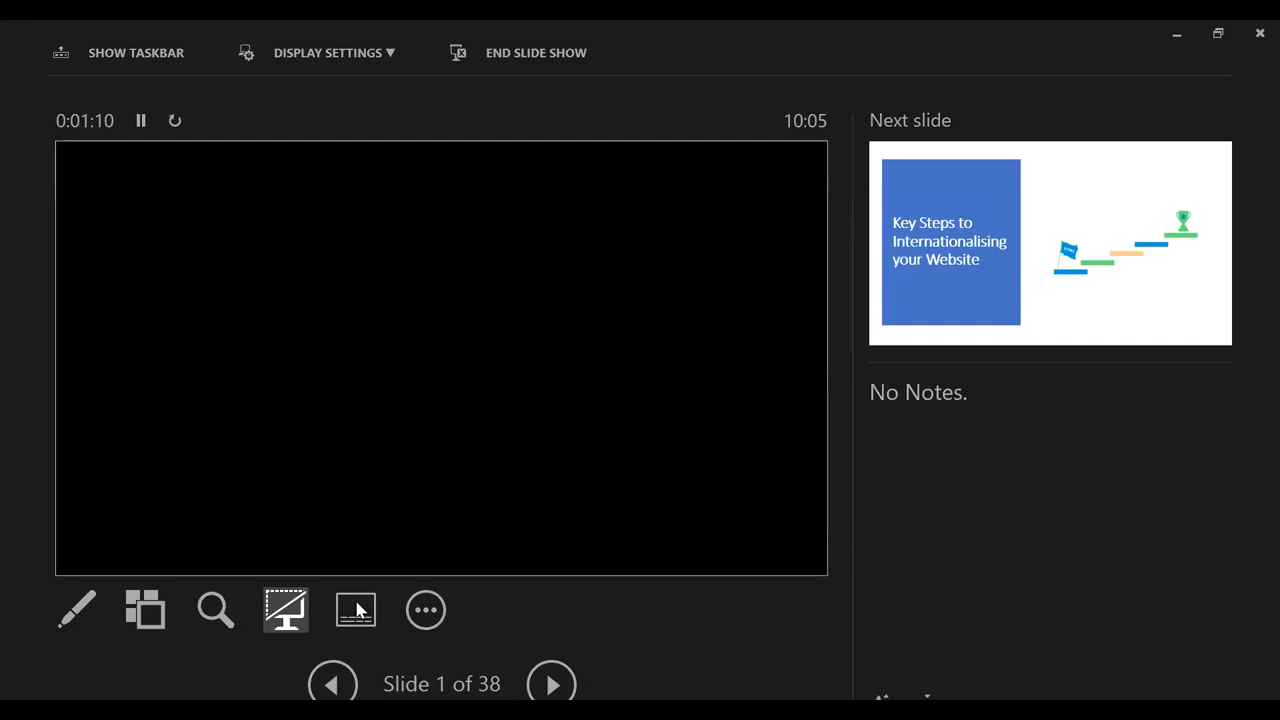 SHOW TASKBAR
DISPLAY SETTINGS ▼
END SLIDE SHOW
0:01:10
10:05
Next slide
Key Steps to
Internationalising
your Website
No Notes.
Slide 1 of 38